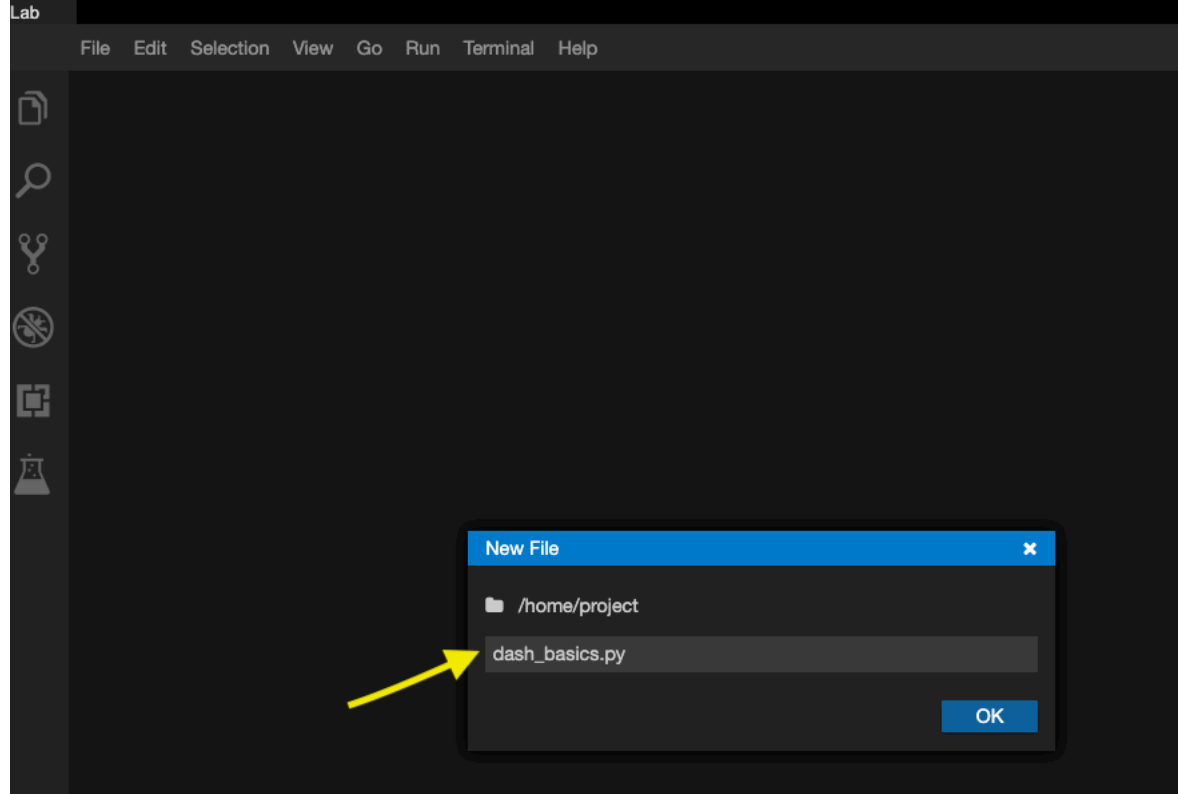 Lab
File Edit Selection View Go Run Terminal Help
New File
/home/project
dash_basics.py
OK